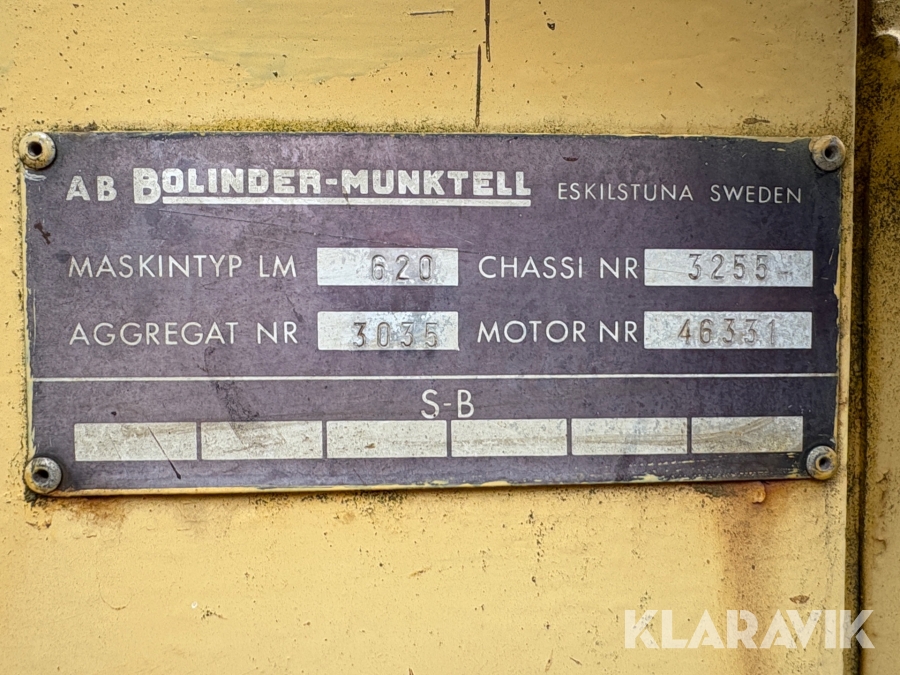 AB BOLINDER-MUNKTELL ESKILSTUNA SWEDEN
MASKINTYP LM 620 CHASSI NR 3255
AGGREGAT NR 3035 MOTOR NR 46331
S-B
KLARAVIK